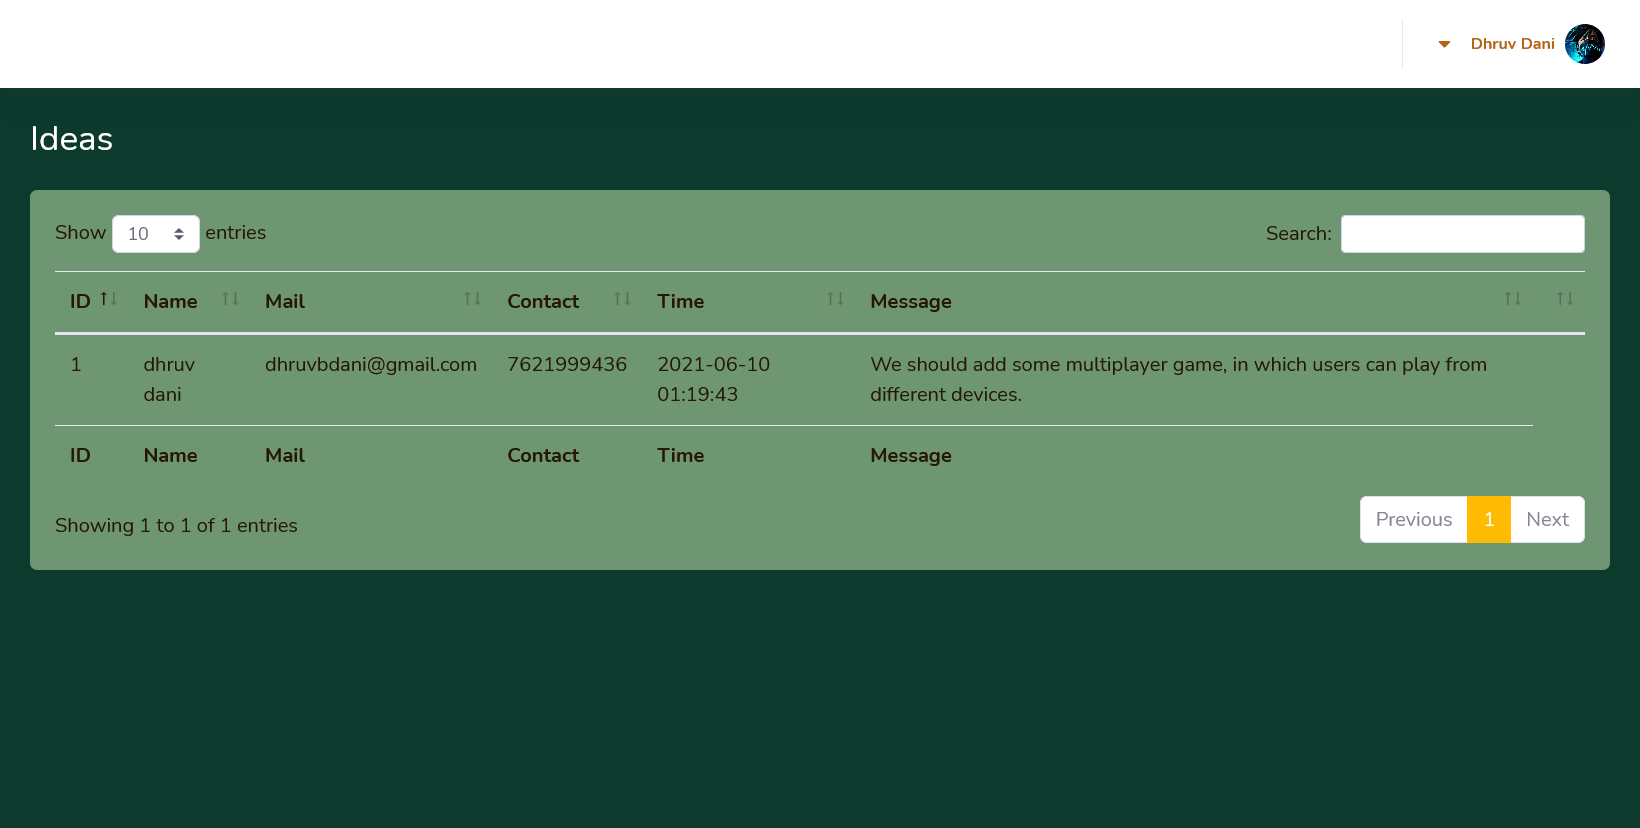 Dhruv Dani
Ideas
Show 10 entries
Search:
ID Name Mail Contact Time Message
1 dhruv dhruvbdani@gmail.com 7621999436 2021-06-10 We should add some multiplayer game, in which users can play from
dani 01:19:43 different devices.
ID Name Mail Contact Time Message
Showing 1 to 1 of 1 entries
Previous 1 Next